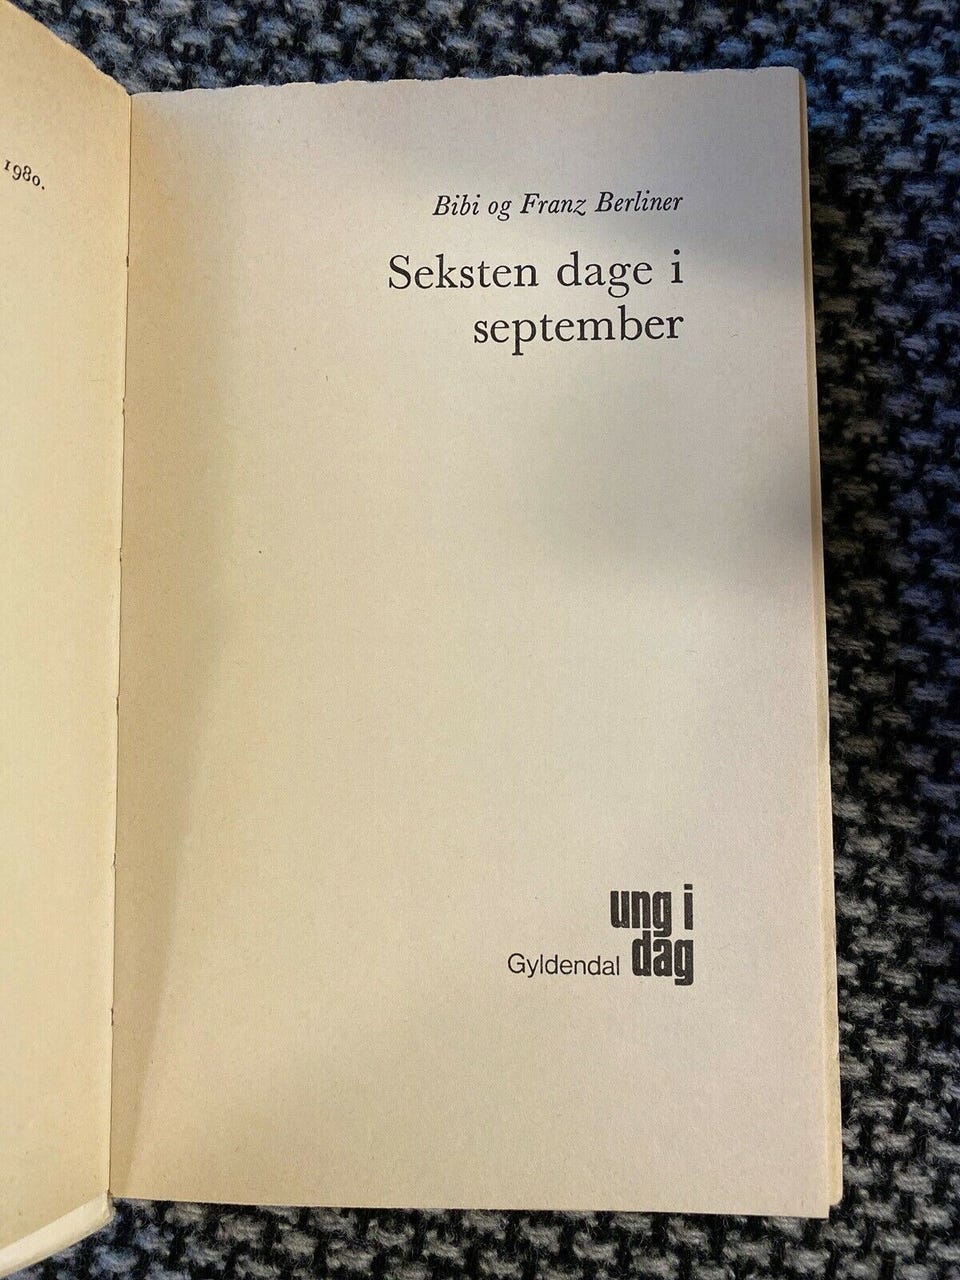 1980.
Bibi og Franz Berliner
Seksten dage i
september
ung i
Gyldendal dag